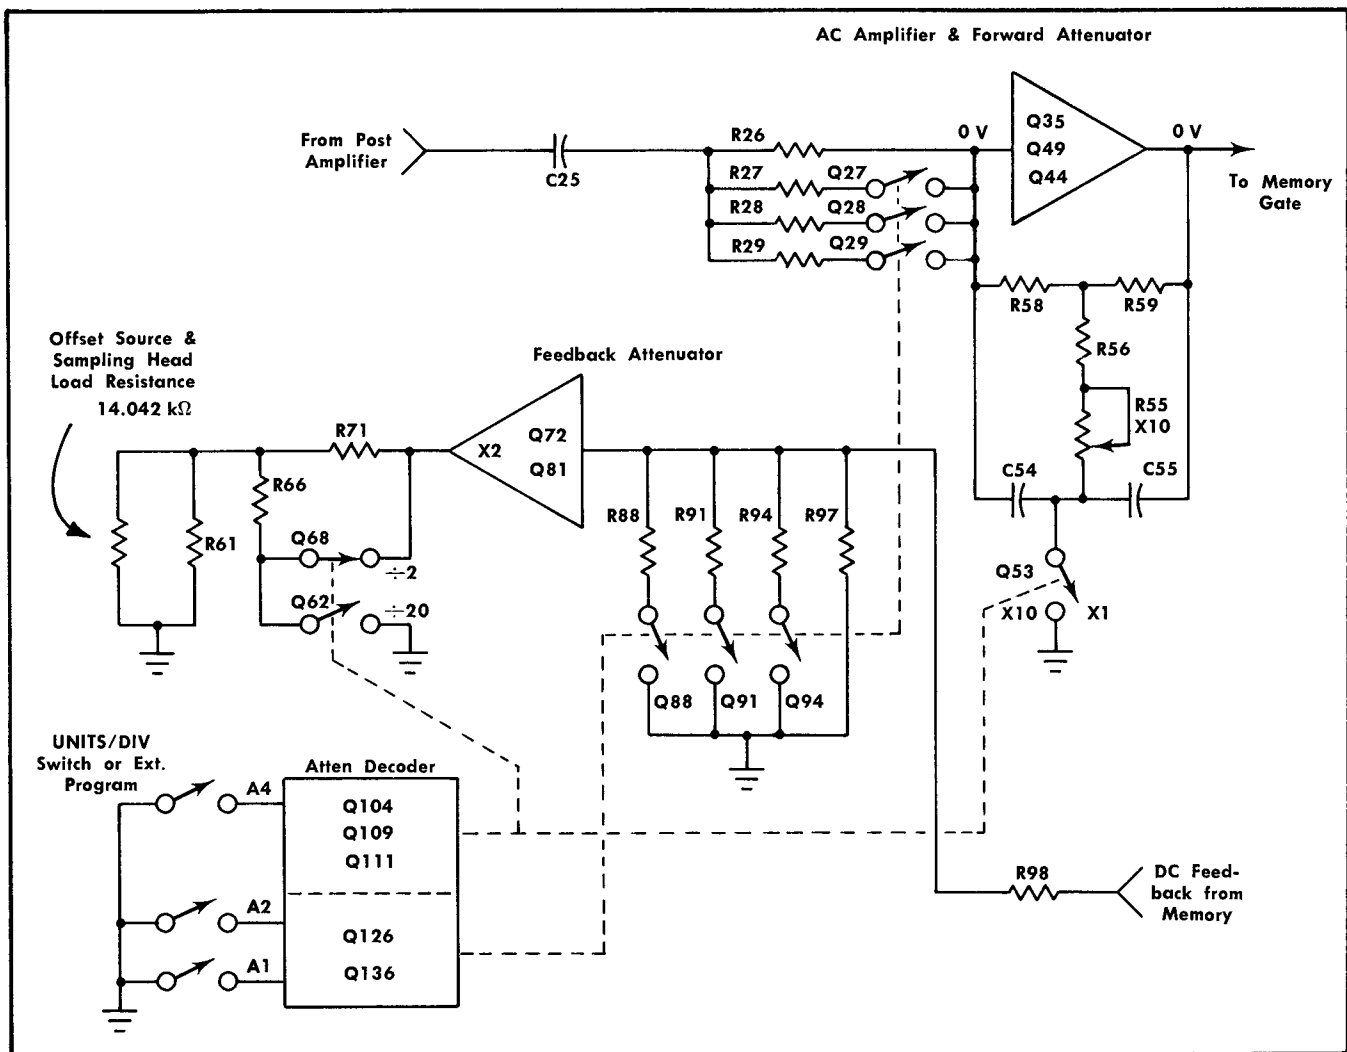 AC Amplifier & Forward Attenuator
From Post
Amplifier
C25
R26
R27
R28
R29
Q27
Q28
Q29
0 V
Q35
Q49
Q44
0 V
To Memory
Gate
R58
R59
R56
R55
X10
C54
C55
Q53
X10
X1
Offset Source &
Sampling Head
Load Resistance
14.042 kΩ
Feedback Attenuator
R71
X2
Q72
Q81
R66
R61
Q68
÷2
Q62
÷20
R88
R91
R94
R97
Q88
Q91
Q94
UNITS/DIV
Switch or Ext.
Program
Atten Decoder
A4
Q104
Q109
Q111
A2
Q126
A1
Q136
R98
DC Feed-
back from
Memory